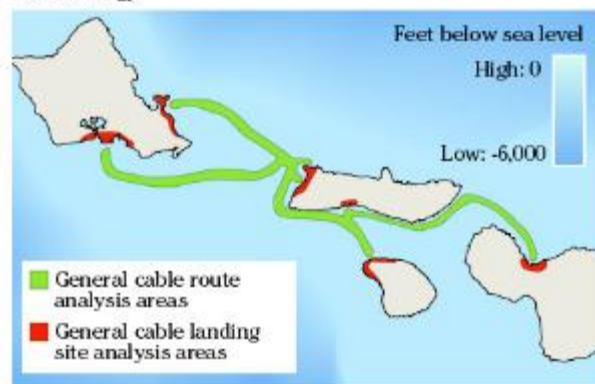 Feet below sea level
High: 0
Low: -6,000
General cable route
analysis areas
General cable landing
site analysis areas